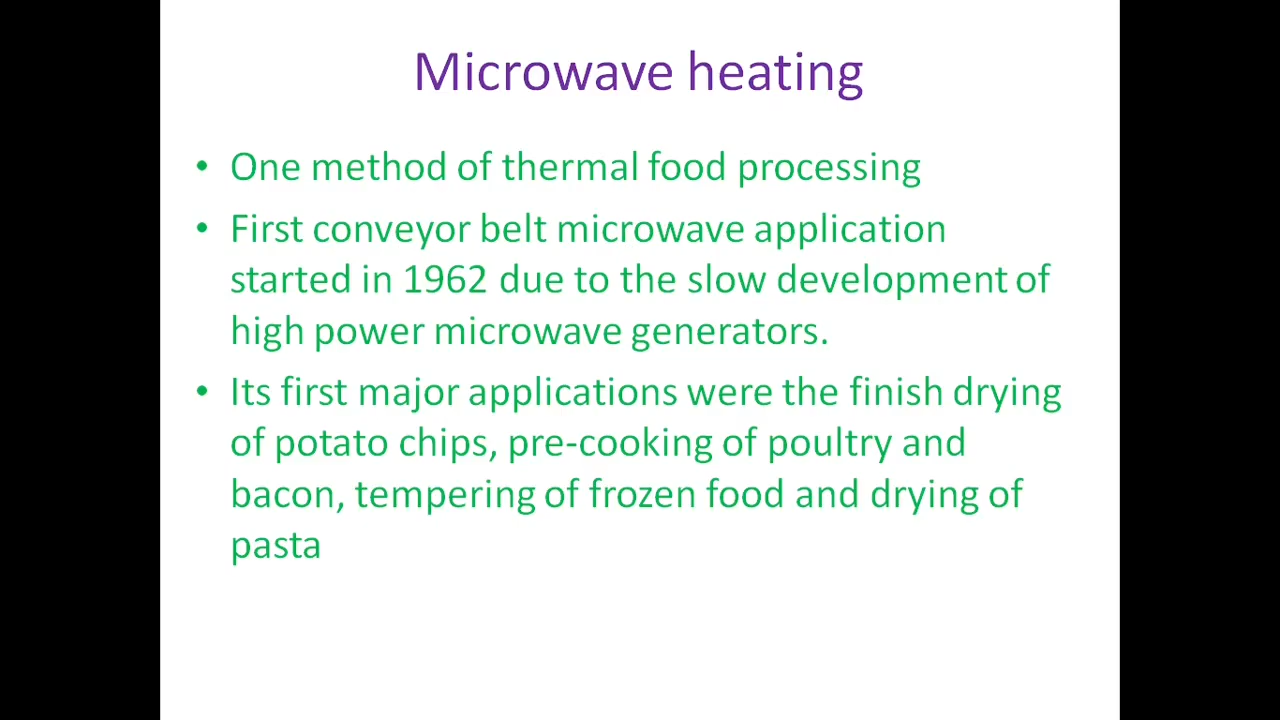 Microwave heating
• One method of thermal food processing
• First conveyor belt microwave application
started in 1962 due to the slow development of
high power microwave generators.
• Its first major applications were the finish drying
of potato chips, pre-cooking of poultry and
bacon, tempering of frozen food and drying of
pasta